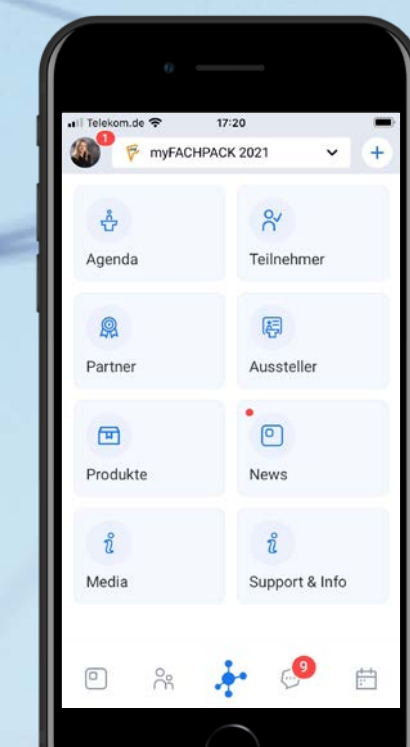 Telekom.de 17:20
1
myFACHPACK 2021
Agenda Teilnehmer
Partner Aussteller
Produkte News
Media Support & Info
9